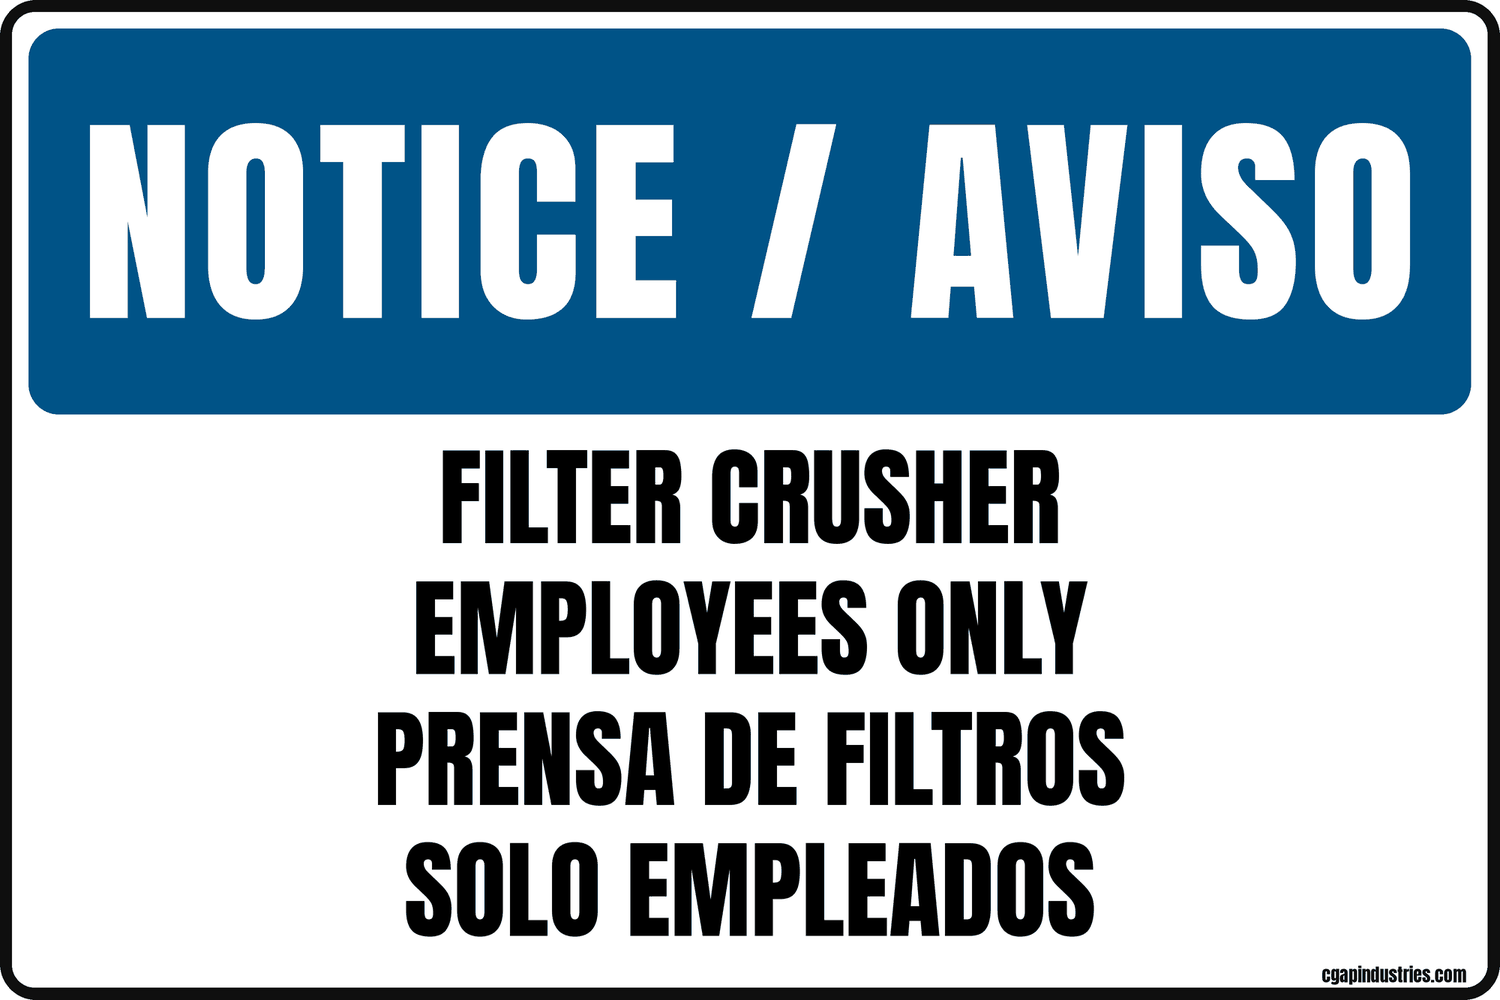 NOTICE / AVISO
FILTER CRUSHER
EMPLOYEES ONLY
PRENSA DE FILTROS
SOLO EMPLEADOS
cgapindustries.com